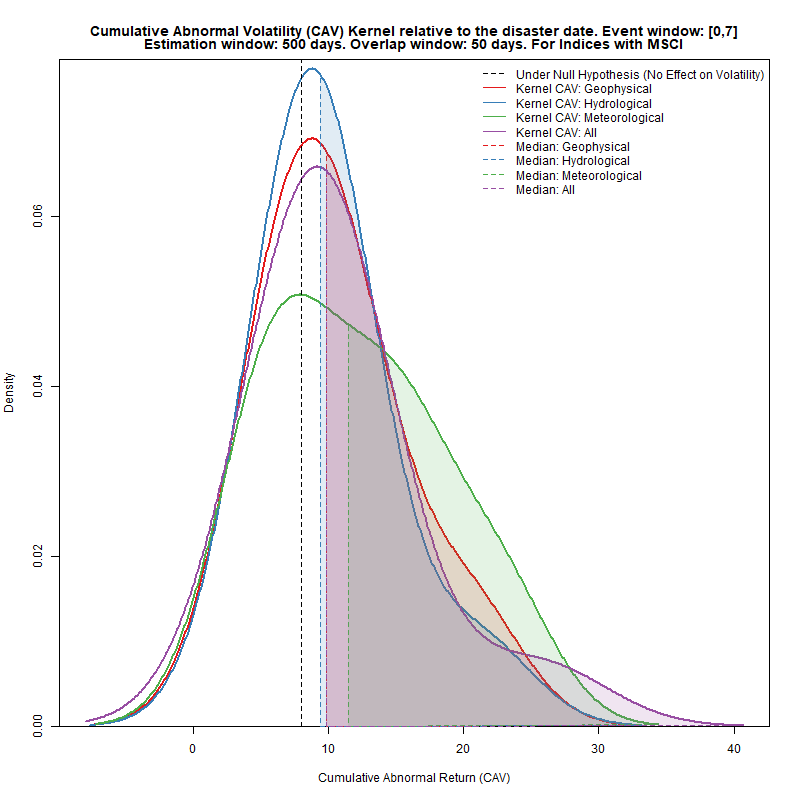 Cumulative Abnormal Volatility (CAV) Kernel relative to the disaster date. Event window: [0,7]
Estimation window: 500 days. Overlap window: 50 days. For Indices with MSCI
Under Null Hypothesis (No Effect on Volatility)
Kernel CAV: Geophysical
Kernel CAV: Hydrological
Kernel CAV: Meteorological
Kernel CAV: All
Median: Geophysical
Median: Hydrological
Median: Meteorological
Median: All
Density
0.06
0.04
0.02
0.00
0
10
20
30
40
Cumulative Abnormal Return (CAV)